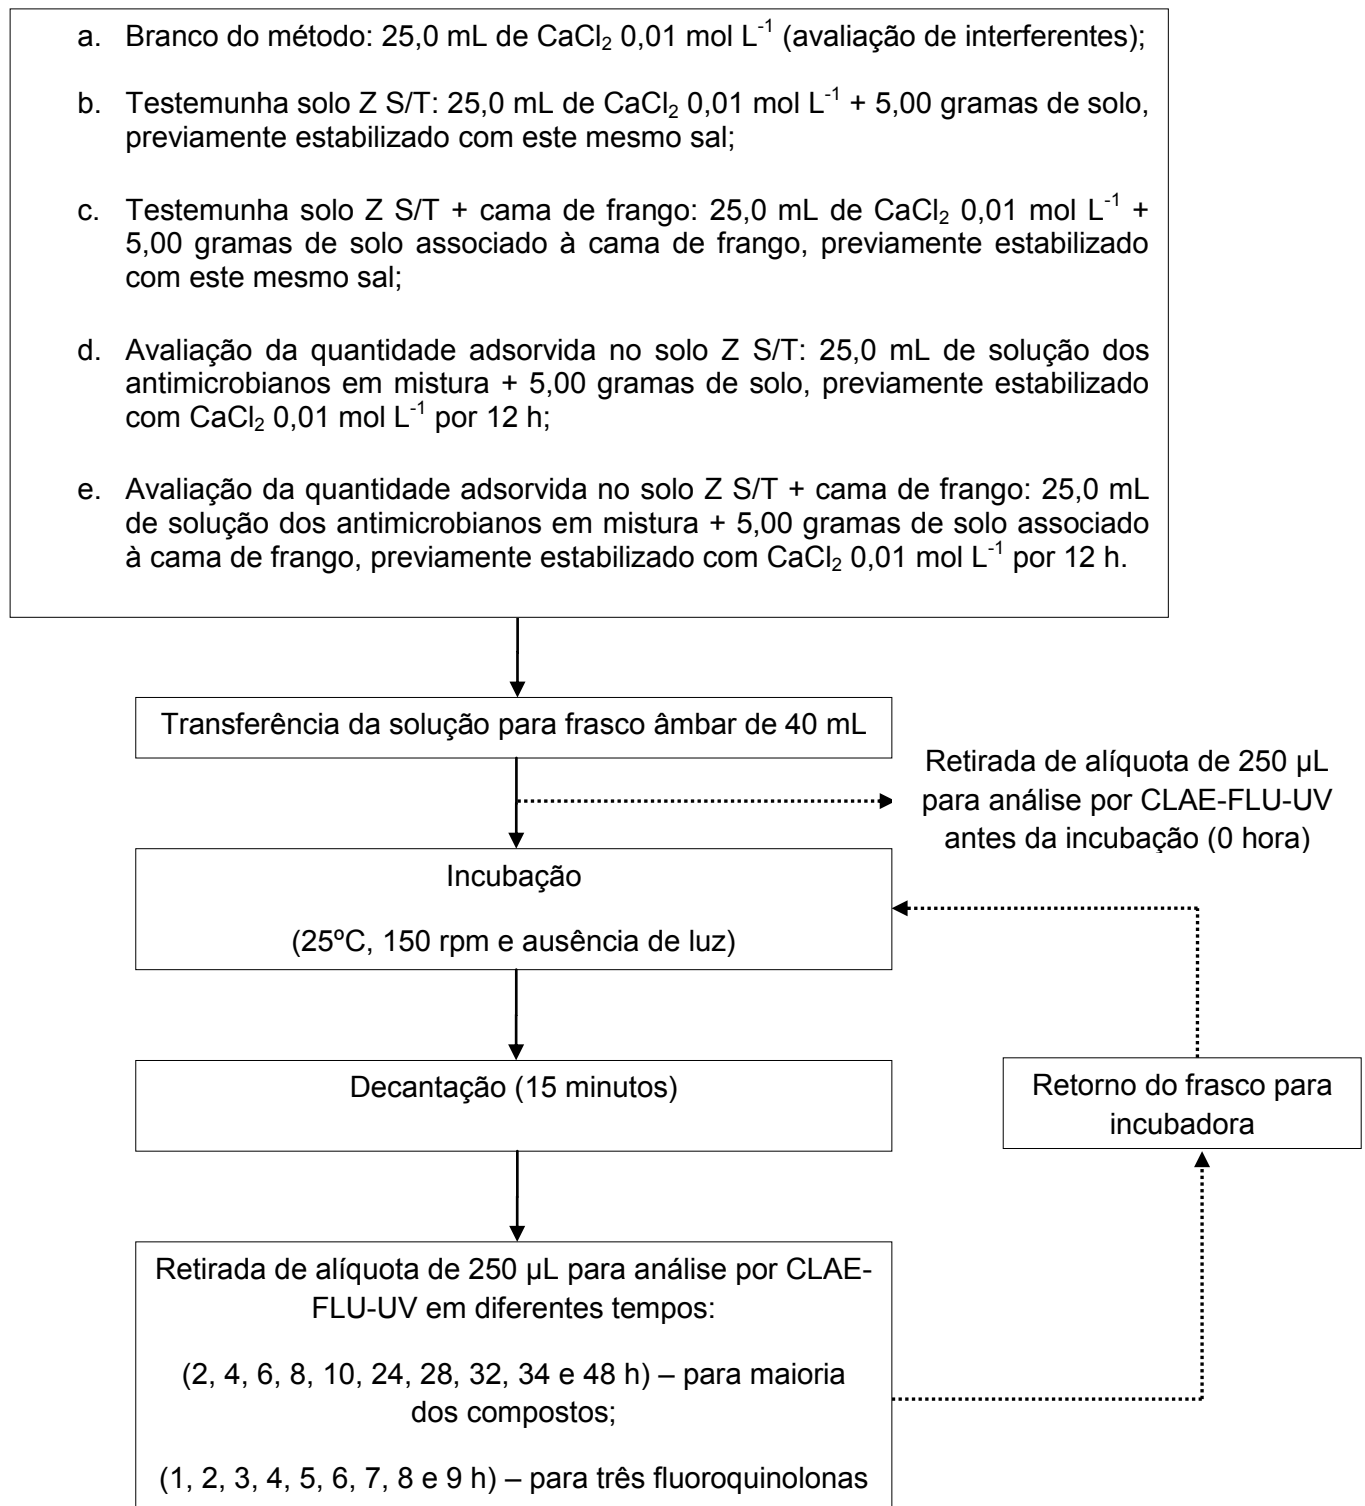 a. Branco do método: 25,0 mL de CaCl₂ 0,01 mol L⁻¹ (avaliação de interferentes);
b. Testemunha solo Z S/T: 25,0 mL de CaCl₂ 0,01 mol L⁻¹ + 5,00 gramas de solo,
previamente estabilizado com este mesmo sal;
c. Testemunha solo Z S/T + cama de frango: 25,0 mL de CaCl₂ 0,01 mol L⁻¹ +
5,00 gramas de solo associado à cama de frango, previamente estabilizado
com este mesmo sal;
d. Avaliação da quantidade adsorvida no solo Z S/T: 25,0 mL de solução dos
antimicrobianos em mistura + 5,00 gramas de solo, previamente estabilizado
com CaCl₂ 0,01 mol L⁻¹ por 12 h;
e. Avaliação da quantidade adsorvida no solo Z S/T + cama de frango: 25,0 mL
de solução dos antimicrobianos em mistura + 5,00 gramas de solo associado
à cama de frango, previamente estabilizado com CaCl₂ 0,01 mol L⁻¹ por 12 h.
Transferência da solução para frasco âmbar de 40 mL
Retirada de alíquota de 250 µL
para análise por CLAE-FLU-UV
antes da incubação (0 hora)
Incubação
(25ºC, 150 rpm e ausência de luz)
Decantação (15 minutos)
Retorno do frasco para
incubadora
Retirada de alíquota de 250 µL para análise por CLAE-
FLU-UV em diferentes tempos:
(2, 4, 6, 8, 10, 24, 28, 32, 34 e 48 h) – para maioria
dos compostos;
(1, 2, 3, 4, 5, 6, 7, 8 e 9 h) – para três fluoroquinolonas